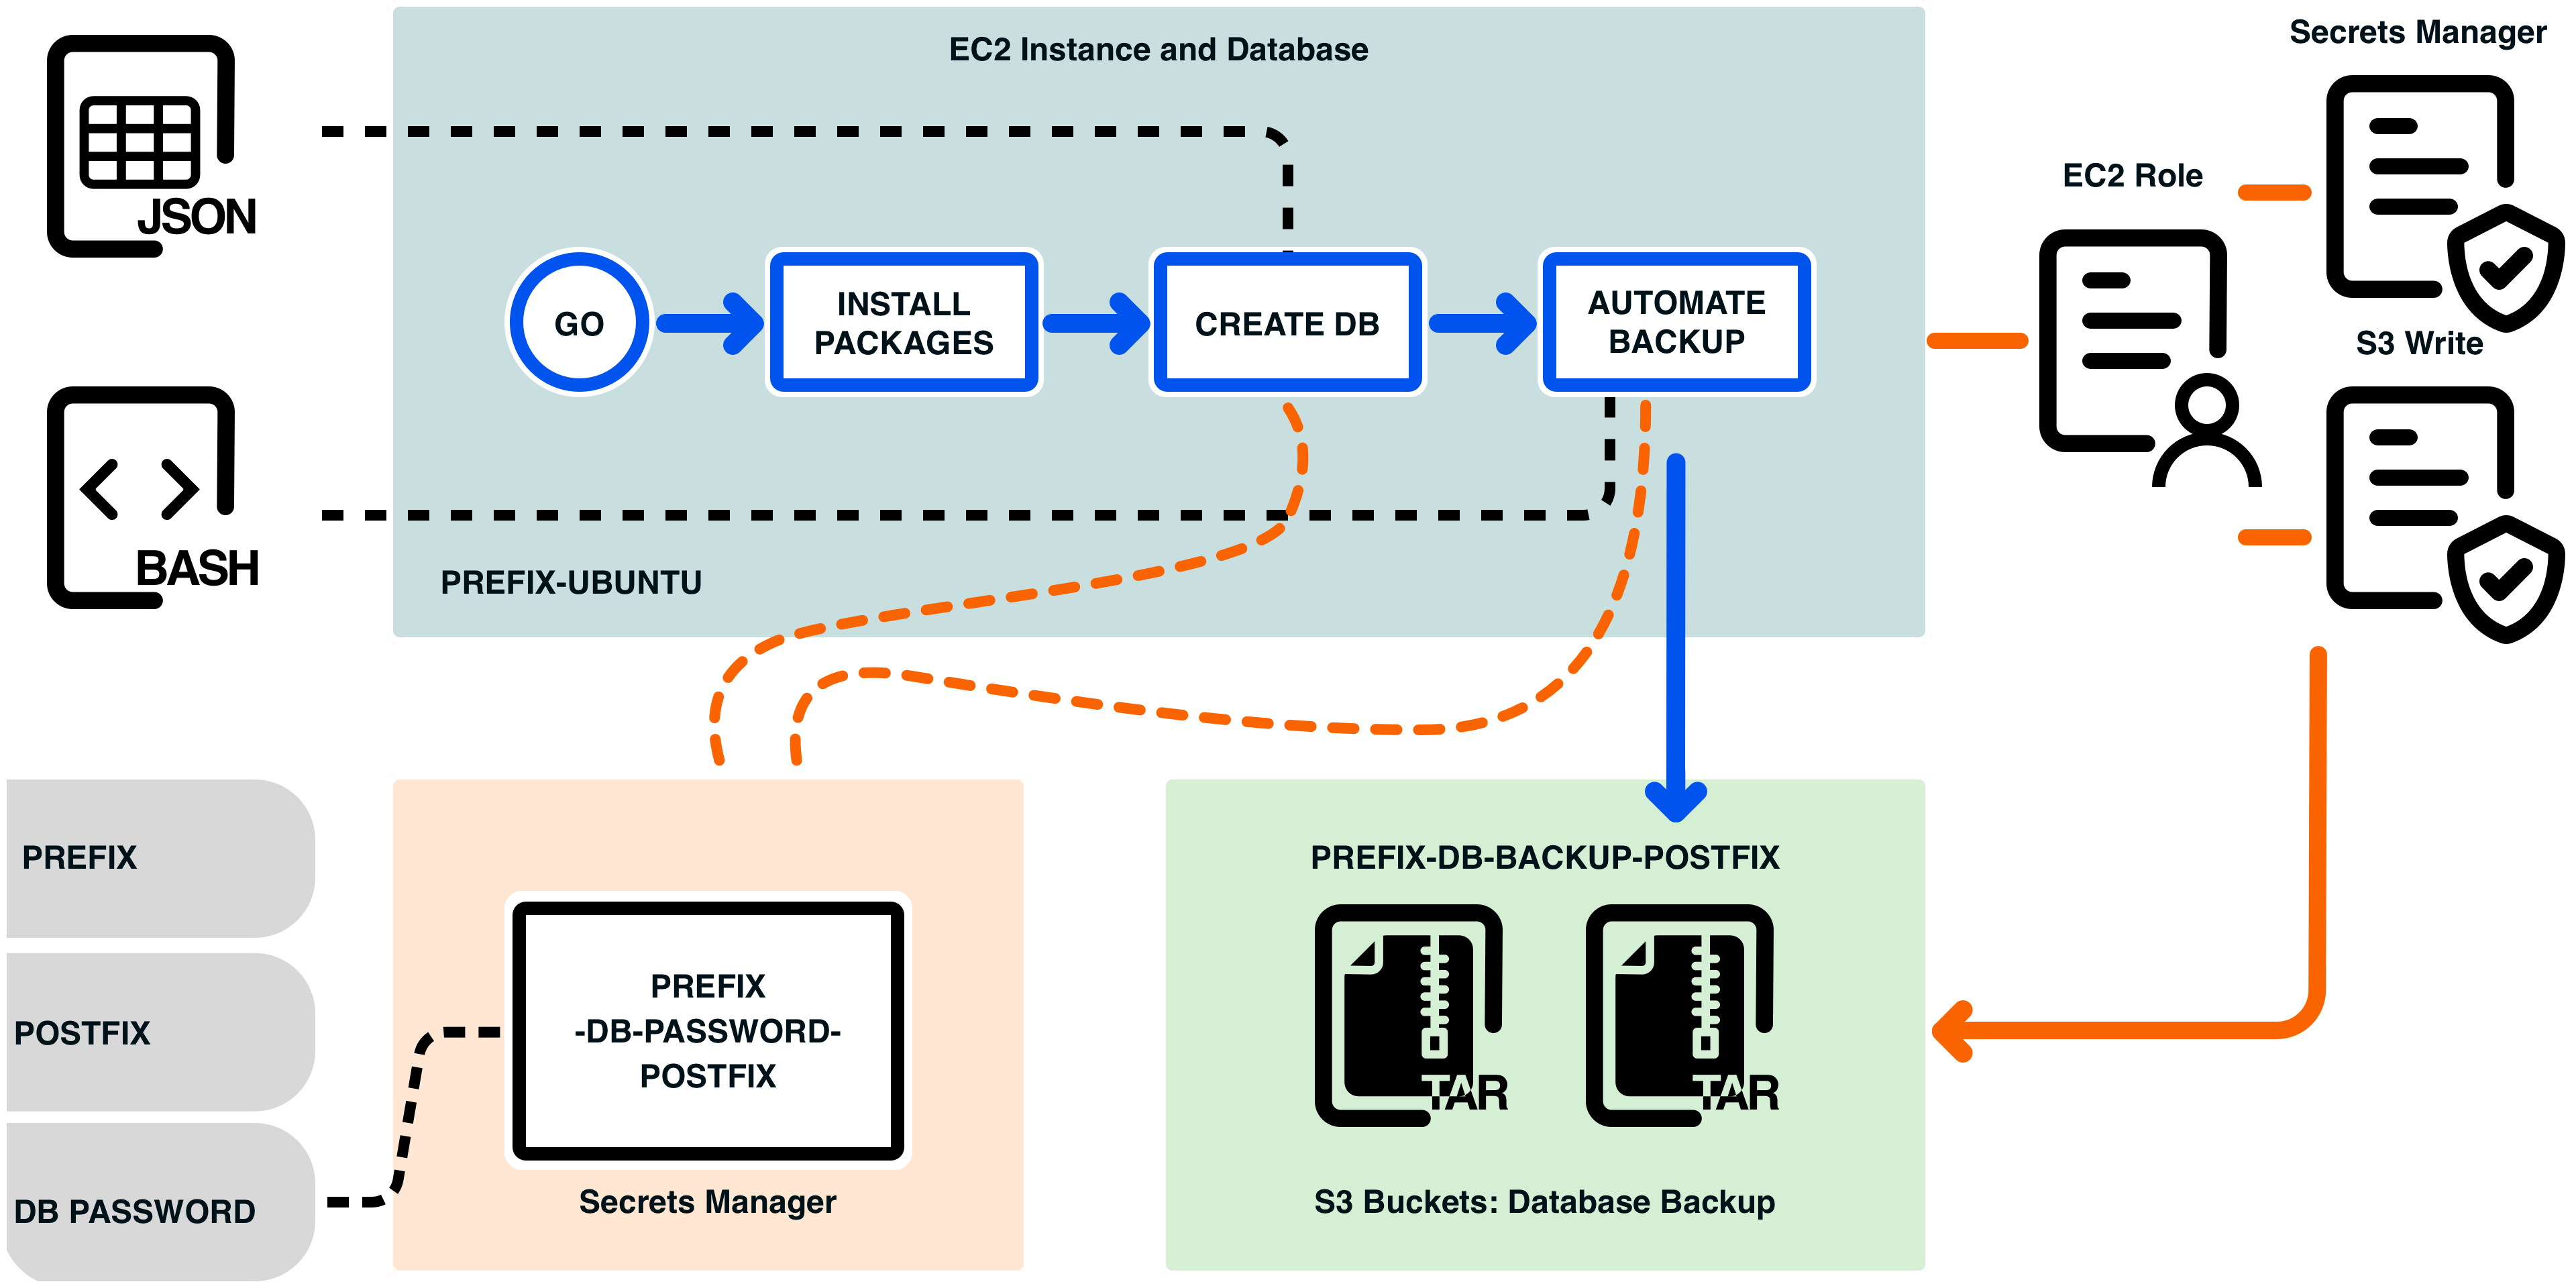 EC2 Instance and Database
Secrets Manager
JSON
EC2 Role
GO
INSTALL
PACKAGES
CREATE DB
AUTOMATE
BACKUP
S3 Write
BASH
PREFIX-UBUNTU
PREFIX
POSTFIX
DB PASSWORD
PREFIX
-DB-PASSWORD-
POSTFIX
Secrets Manager
PREFIX-DB-BACKUP-POSTFIX
TAR
TAR
S3 Buckets: Database Backup